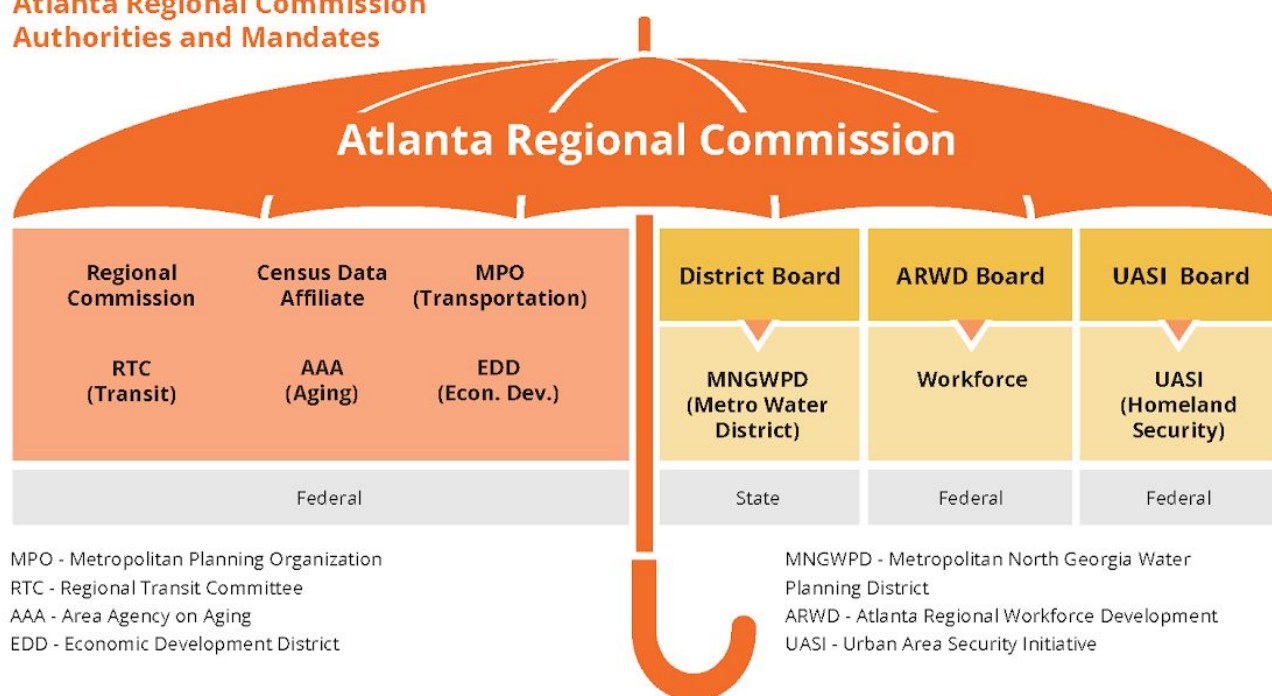 Atlanta Regional Commission
Authorities and Mandates
Atlanta Regional Commission
Regional
Commission
Census Data
Affiliate
MPO
(Transportation)
RTC
(Transit)
AAA
(Aging)
EDD
(Econ. Dev.)
District Board
ARWD Board
UASI Board
MNGWPD
(Metro Water
District)
Workforce
UASI
(Homeland
Security)
Federal
State
Federal
Federal
MPO - Metropolitan Planning Organization
RTC - Regional Transit Committee
AAA - Area Agency on Aging
EDD - Economic Development District
MNGWPD - Metropolitan North Georgia Water
Planning District
ARWD - Atlanta Regional Workforce Development
UASI - Urban Area Security Initiative